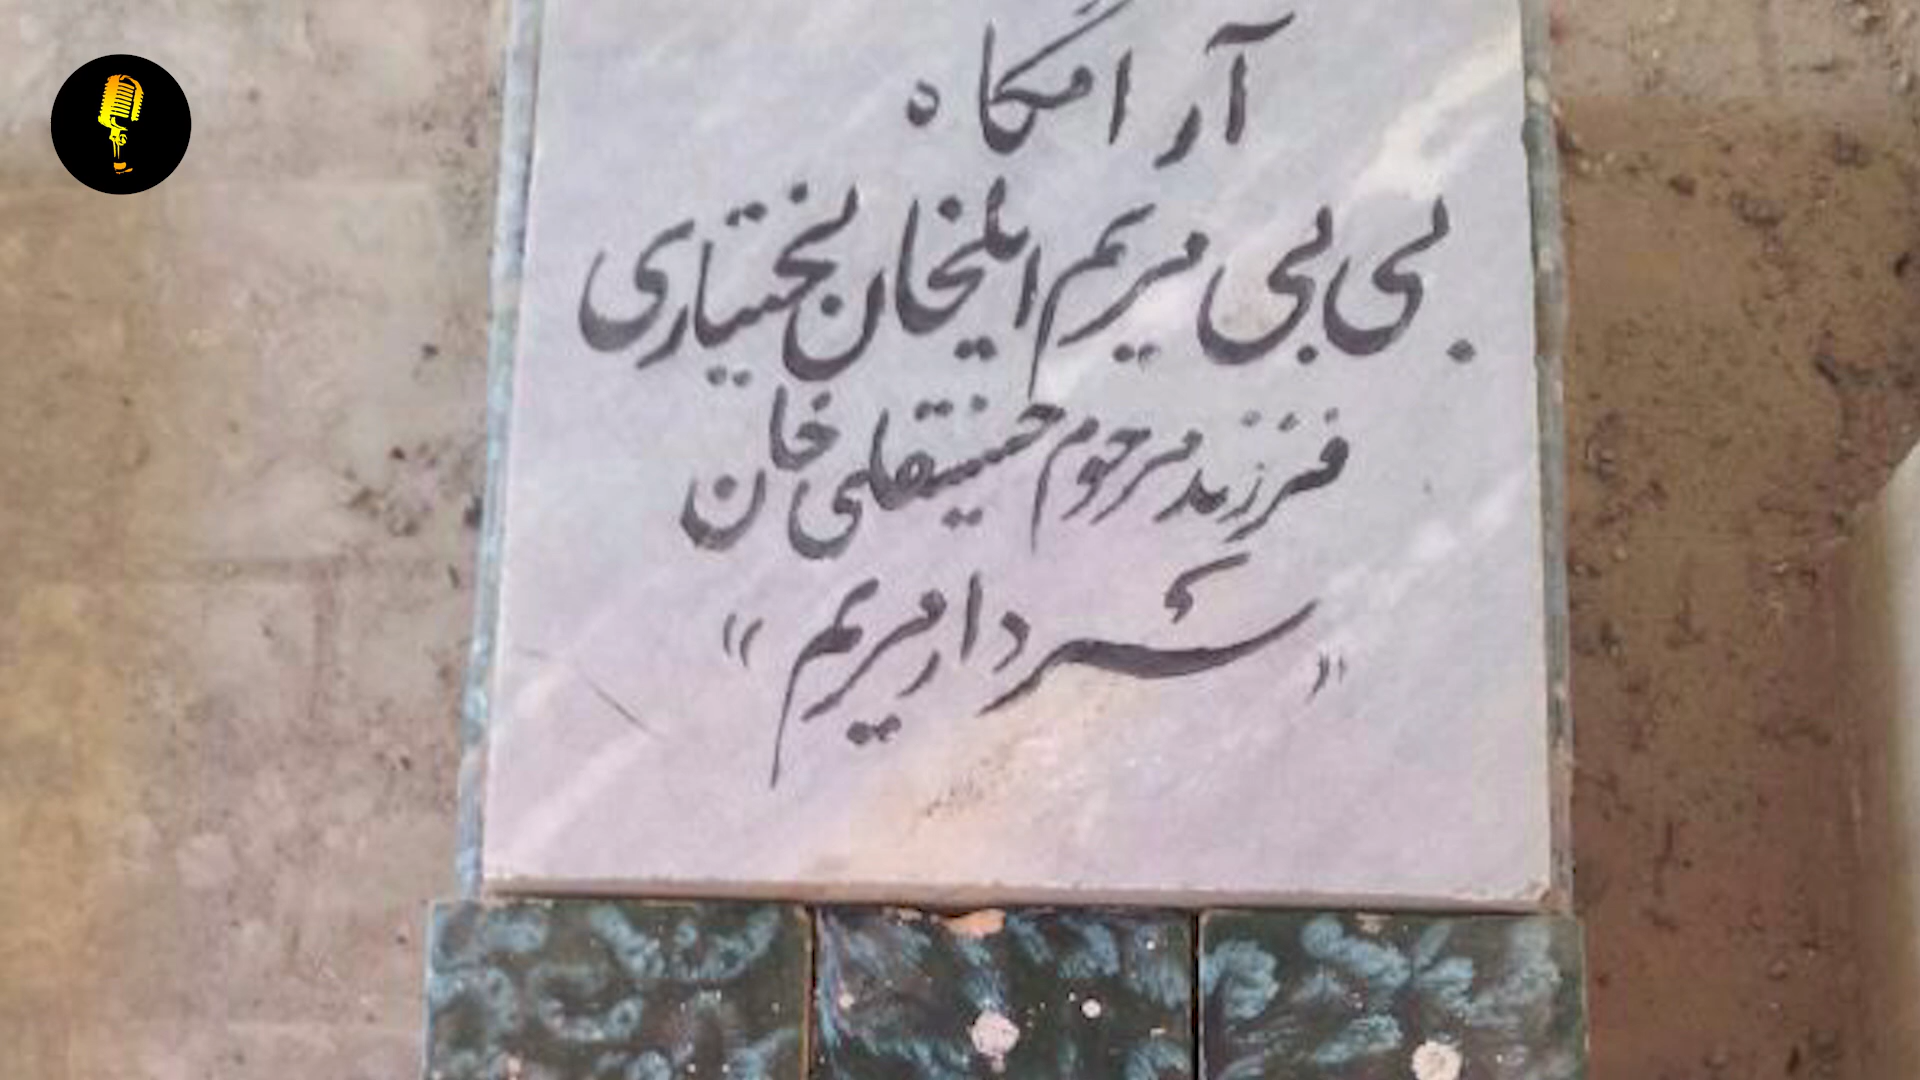 آرامگاه
بی بی مریم ایلخان بختیاری
فرزند مرحوم حسینقلی خان
«سردار مریم»